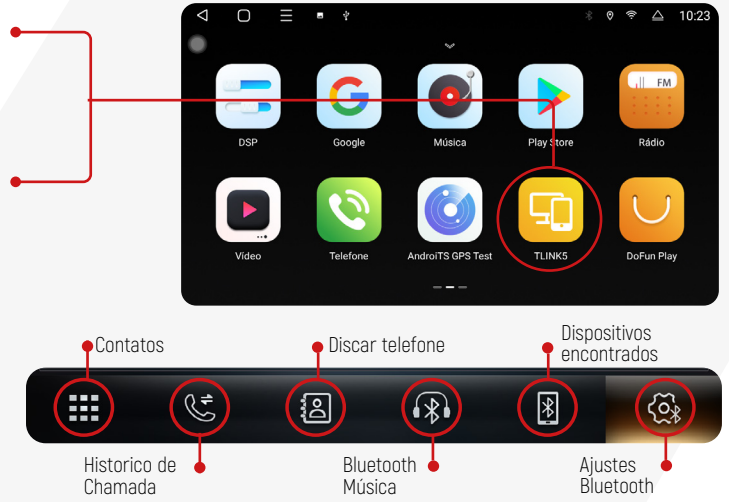 10:23
FM
DSP
Google
Música
Play Store
Rádio
Vídeo
Telefone
AndroiTS GPS Test
TLINK5
DoFun Play
Contatos
Discar telefone
Dispositivos
encontrados
Historico de
Chamada
Bluetooth
Música
Ajustes
Bluetooth